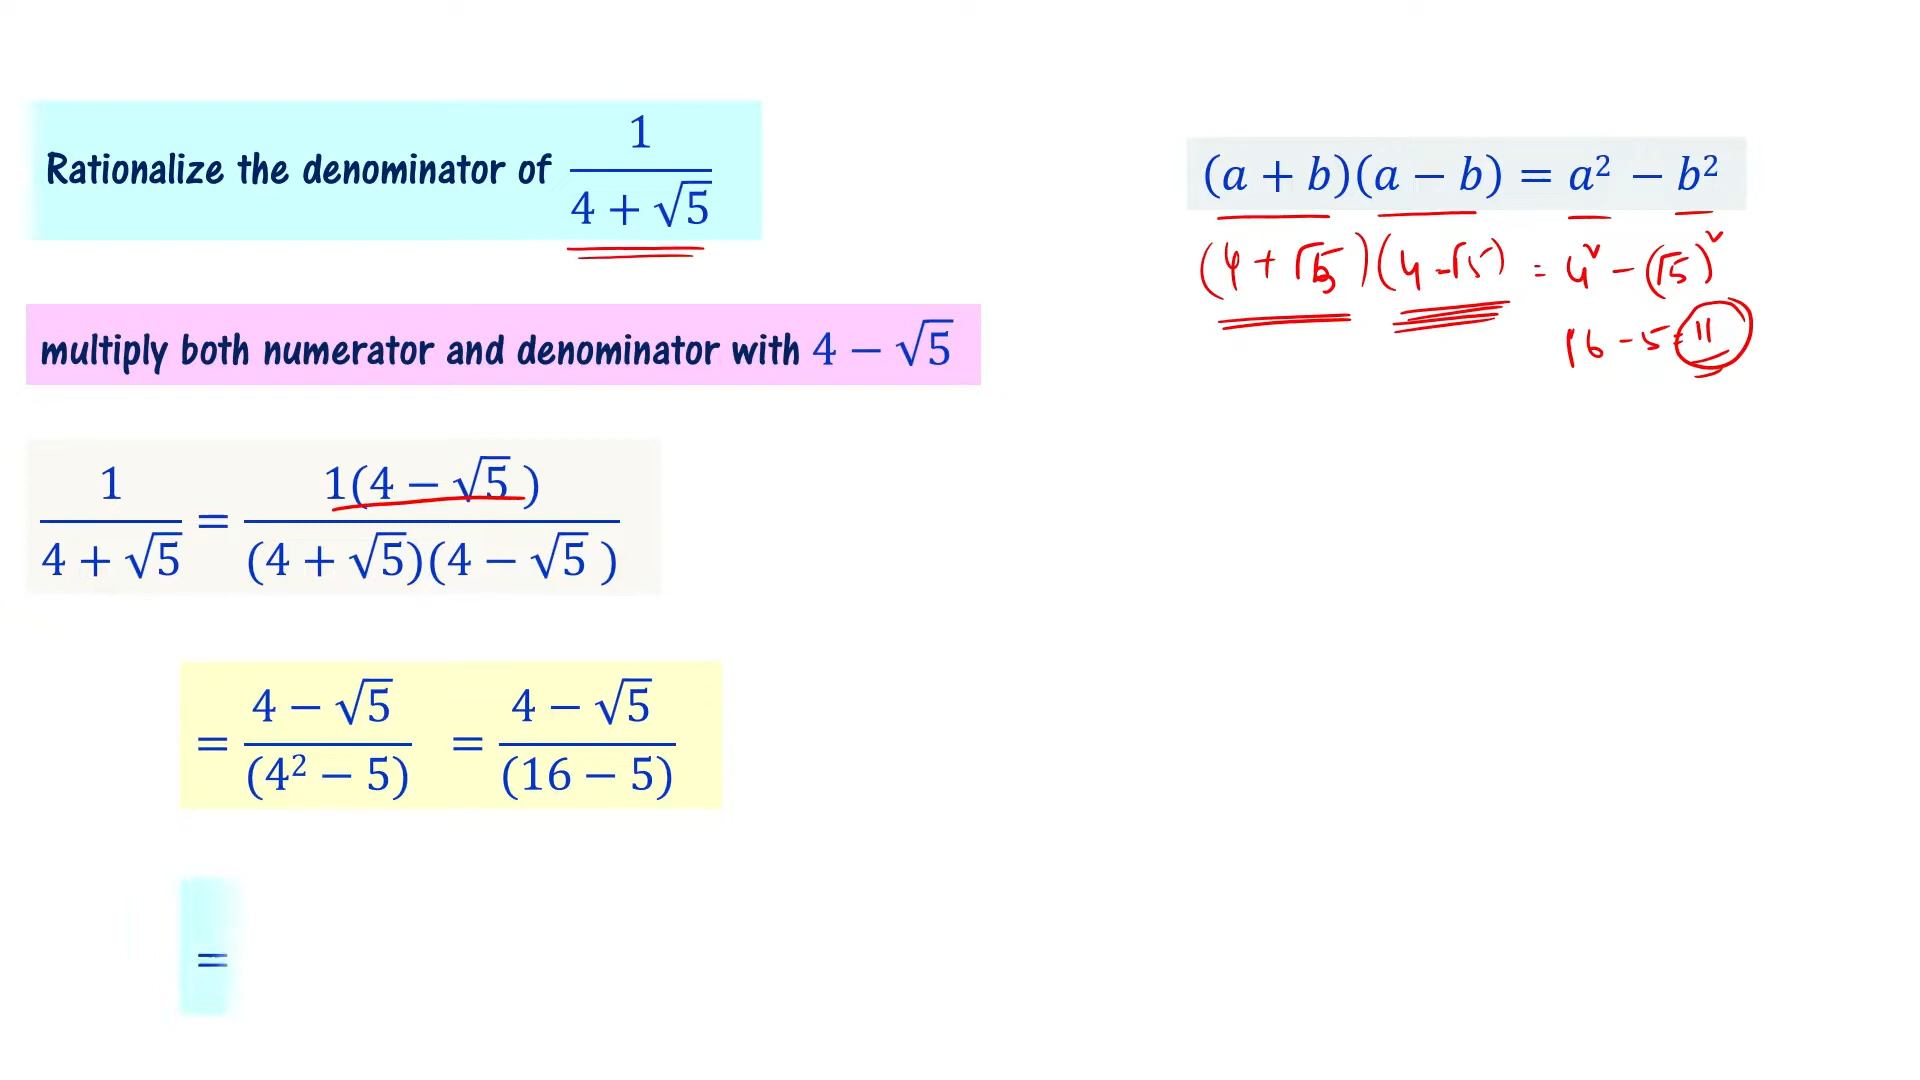 Rationalize the denominator of 1/(4 + √5)
multiply both numerator and denominator with 4 − √5
1/(4 + √5) = 1(4 − √5 )/(4 + √5)(4 − √5 )
= (4 − √5)/(4² − 5) = (4 − √5)/(16 − 5)
=
(a + b)(a − b) = a² − b²
(4 + √5)(4 − √5) = 4² − (√5)²
16 − 5 = 11